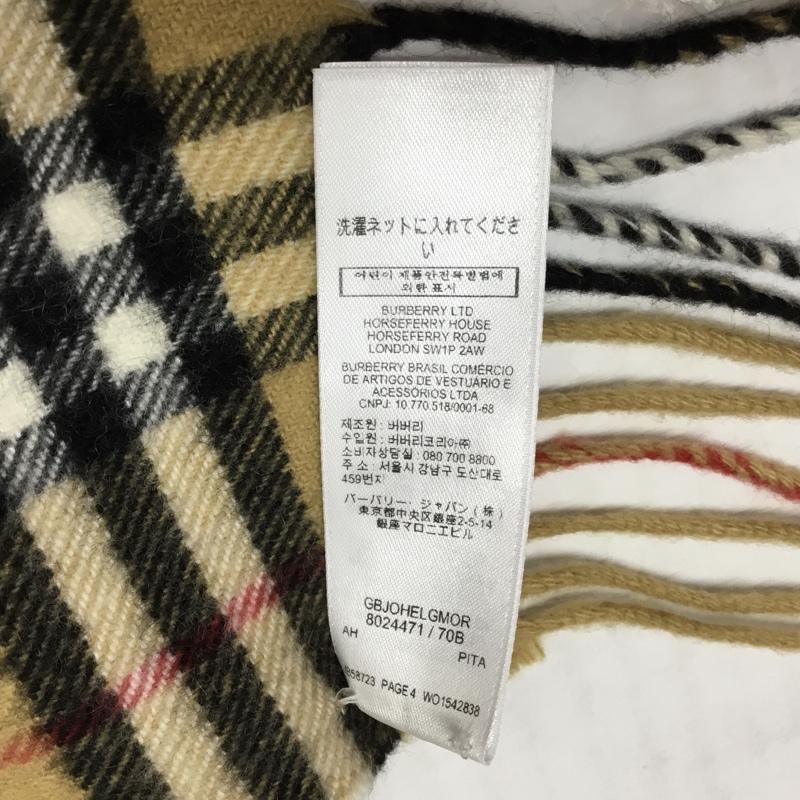 洗濯ネットに入れてくださ
い
어린이 제품안전특별법에
의한 표시
BURBERRY LTD
HORSEFERRY HOUSE
HORSEFERRY ROAD
LONDON SW1P 2AW
BURBERRY BRASIL COMÉRCIO
DE ARTIGOS DE VESTUÁRIO E
ACESSÓRIOS LTDA
CNPJ: 10.770.518/0001-68
제조원 : 버버리
수입원 : 버버리코리아㈜
소비자상담실 : 080 700 8800
주 소 : 서울시 강남구 도산대로
459번지
バーバリー・ジャパン(株)
東京都中央区銀座2-5-14
銀座マロニエビル
GBJOHELGMOR
8024471 / 70B
AH
PITA
PAGE 4 WO1542838